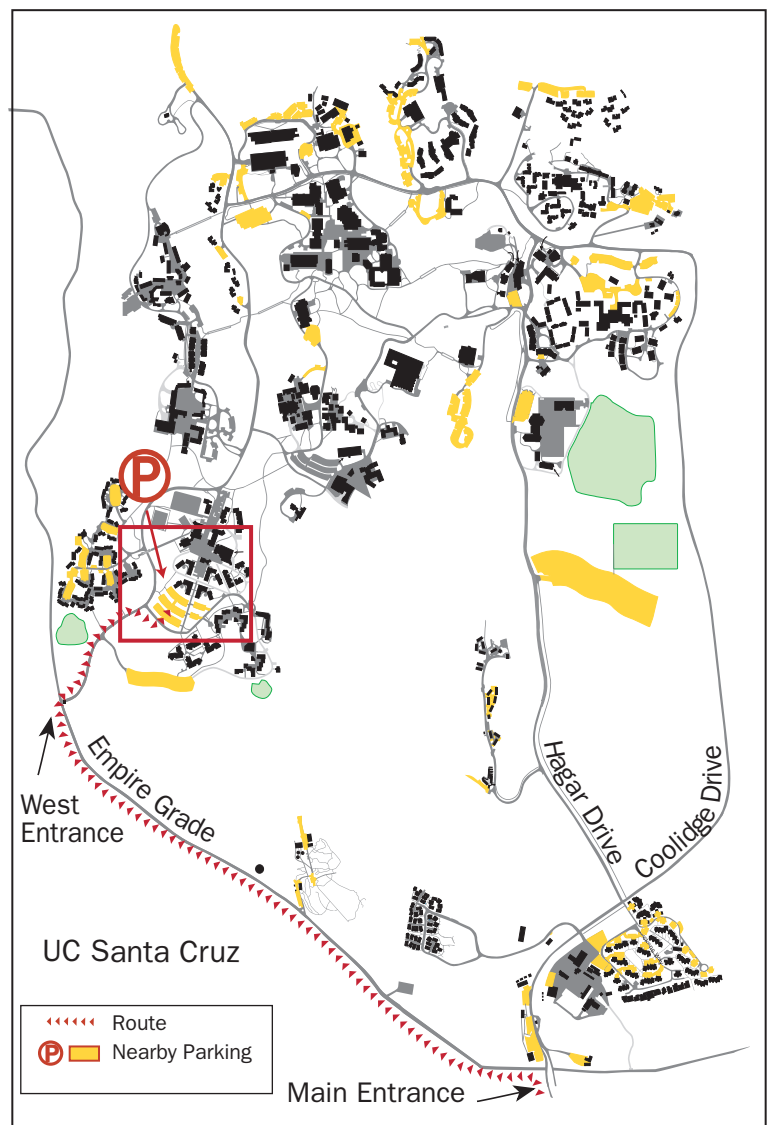 P
West
Entrance
Empire Grade
Hagar Drive
Coolidge Drive
UC Santa Cruz
Route
P Nearby Parking
Main Entrance